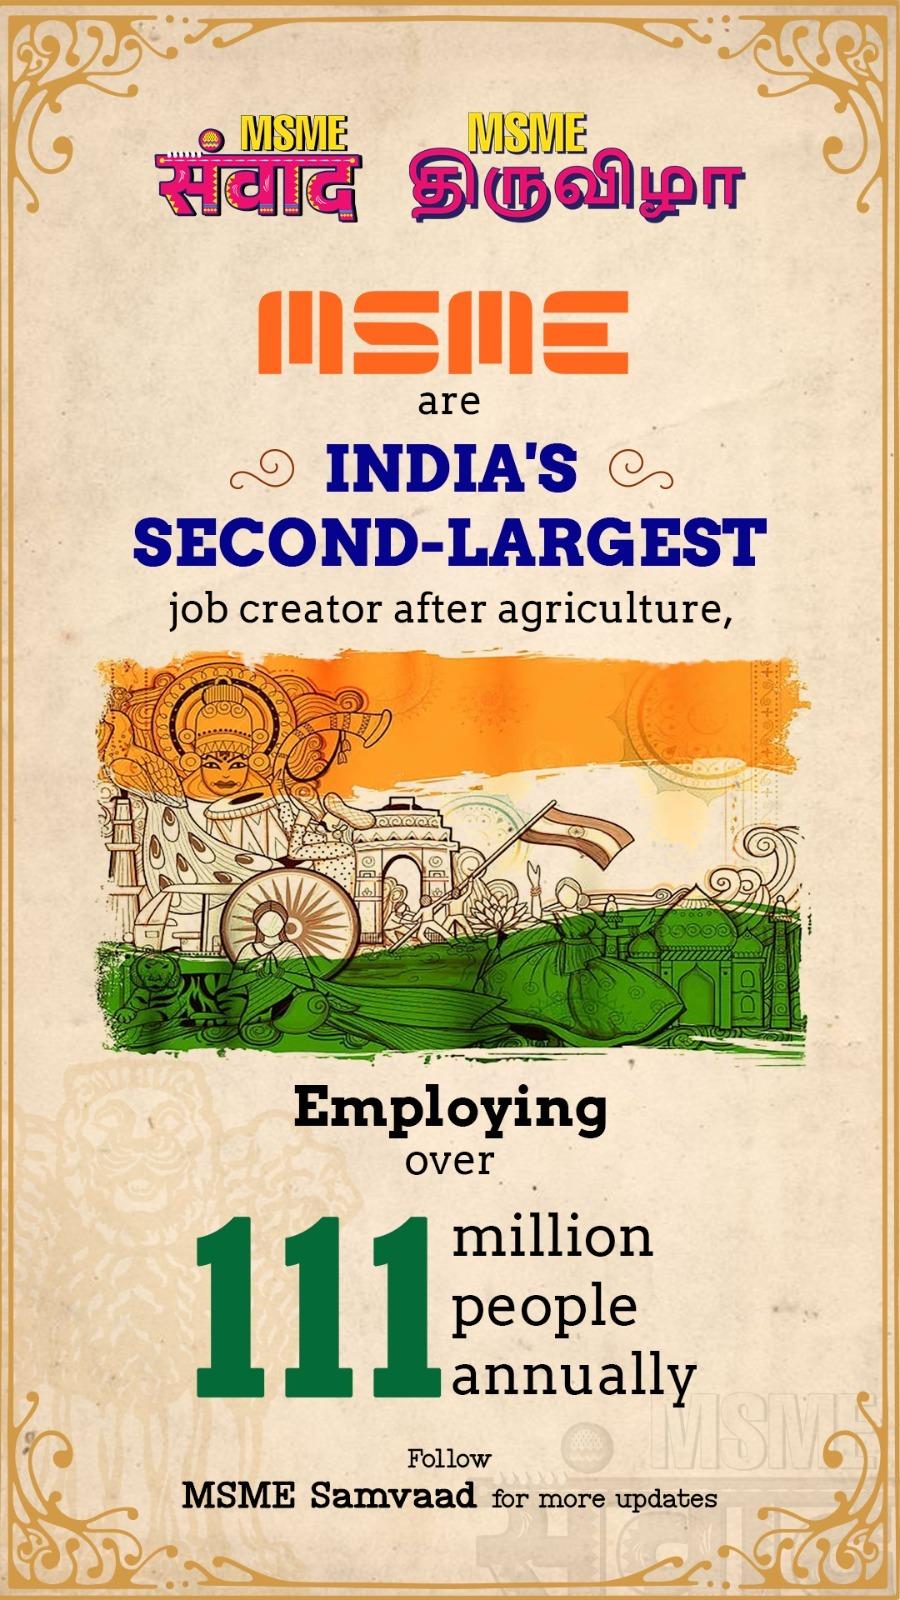 MSME
संवाद
MSME
திருவிழா
MSME
are
INDIA'S
SECOND-LARGEST
job creator after agriculture,
Employing
over
111 million
people
annually
Follow
MSME Samvaad for more updates
MSME
संवाद